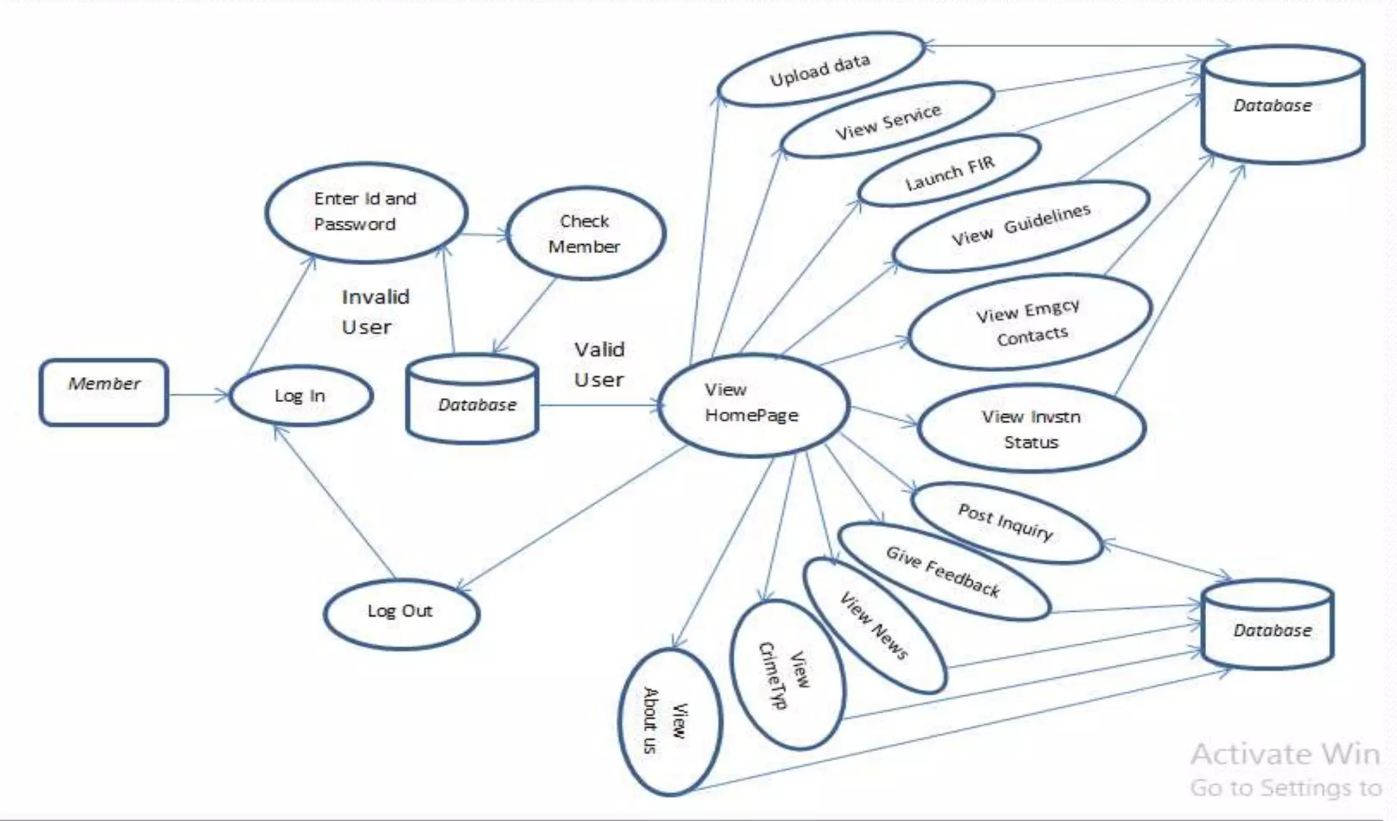 Upload data
View Service
Launch FIR
View Guidelines
View Emgcy
Contacts
View Invstn
Status
Database
Enter Id and
Password
Check
Member
Invalid
User
Valid
User
Member
Log In
Database
View
HomePage
Log Out
Post Inquiry
Give Feedback
View News
View
CrimeTyp
View
About us
Database
Activate Win
Go to Settings to